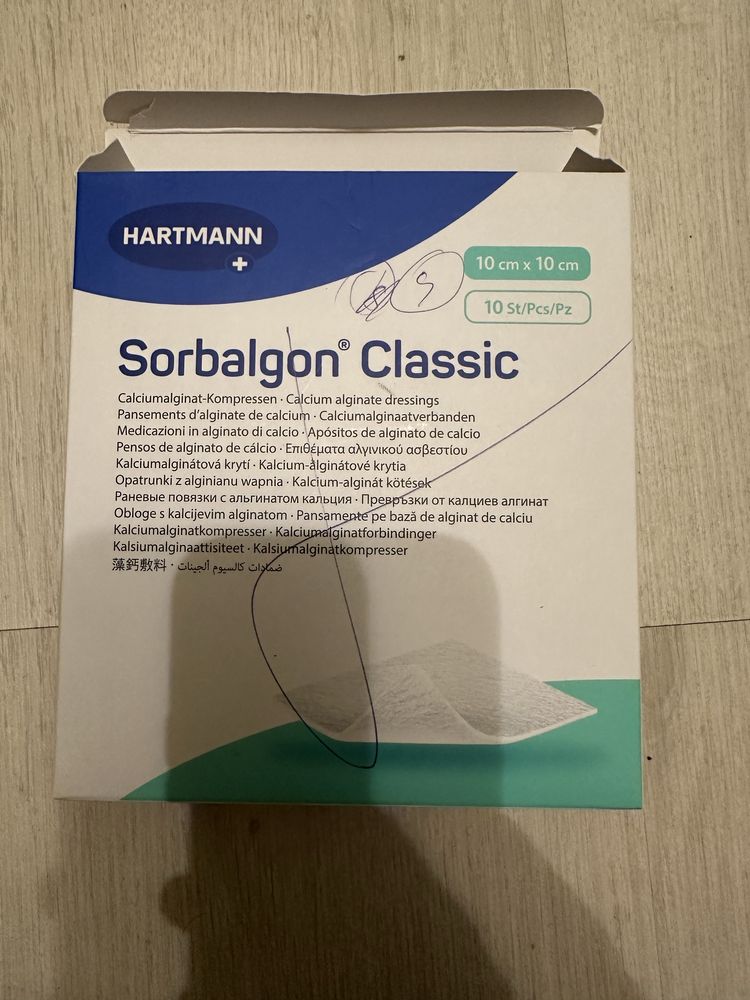 HARTMANN
10 cm x 10 cm
10 St/Pcs/Pz
Sorbalgon® Classic
Calciumalginat-Kompressen · Calcium alginate dressings
Pansements d'alginate de calcium · Calciumalginaatverbanden
Medicazioni in alginato di calcio · Apósitos de alginato de calcio
Pensos de alginato de cálcio · Επιθέματα αλγινικού ασβεστίου
Kalciumalginátová krytí · Kalcium-alginátové krytia
Opatrunki z alginianu wapnia · Kalcium-alginát kötések
Раневые повязки с альгинатом кальция · Превръзки от калциев алгинат
Obloge s kalcijevim alginatom · Pansamente pe bază de alginat de calciu
Kalciumalginatkompresser · Kalciumalginatforbindinger
Kalsiumalginaattisiteet · Kalsiumalginatkompresser
藻鈣敷料 · ضمادات كالسيوم ألجينات